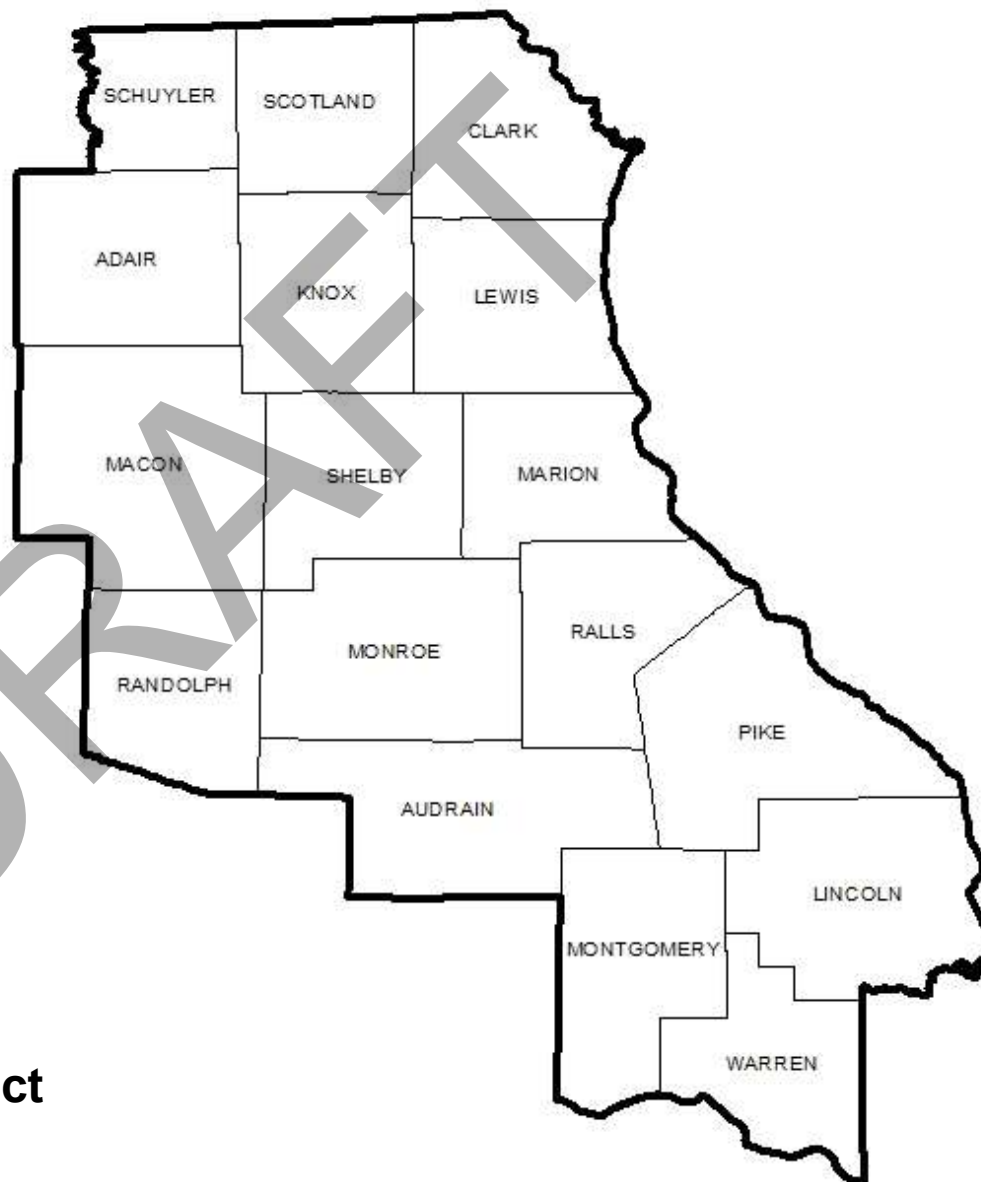 SCHUYLER
SCOTLAND
CLARK
ADAIR
KNOX
LEWIS
MACON
SHELBY
MARION
RANDOLPH
MONROE
RALLS
PIKE
AUDRAIN
LINCOLN
MONTGOMERY
WARREN
ct
DRAFT